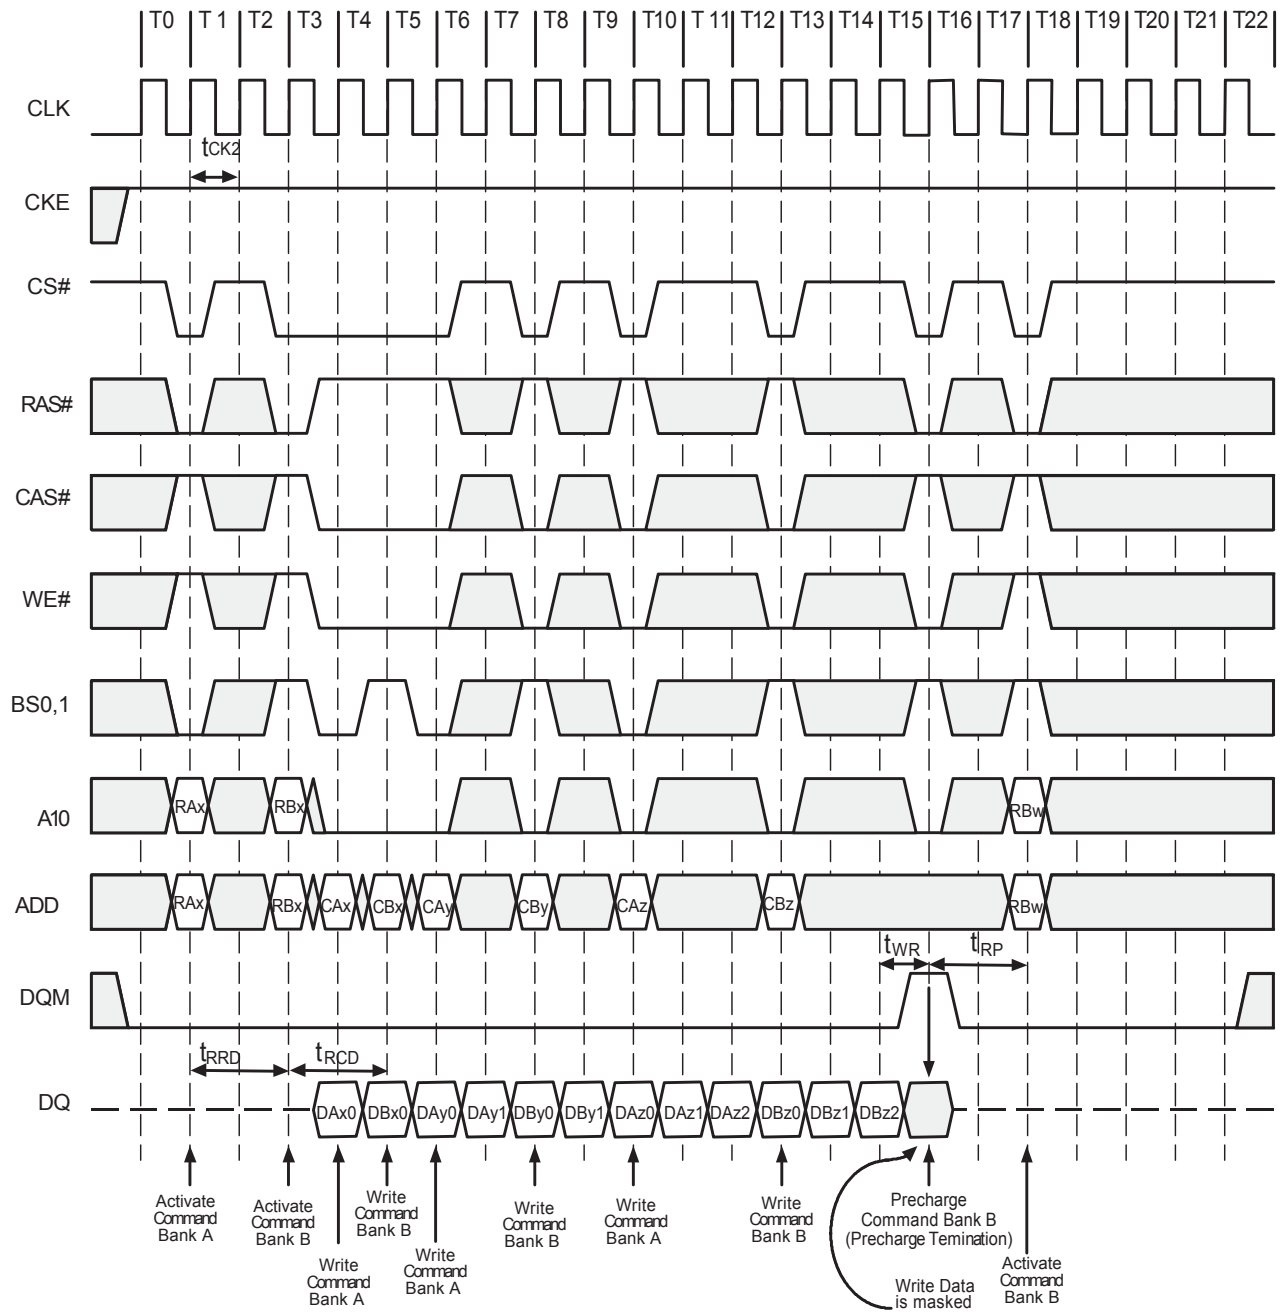 T0 T 1 T2 T3 T4 T5 T6 T7 T8 T9 T10 T 11 T12 T13 T14 T15 T16 T17 T18 T19 T20 T21 T22
CLK
tCK2
CKE
CS#
RAS#
CAS#
WE#
BS0,1
A10
RAx RBx RBw
ADD
RAx RBx CAx CBx CAy CBy CAz CBz RBw
tWR tRP
DQM
tRRD tRCD
DQ
DAx0 DBx0 DAy0 DAy1 DBy0 DBy1 DAz0 DAz1 DAz2 DBz0 DBz1 DBz2
Activate
Command
Bank A
Activate
Command
Bank B
Write
Command
Bank A
Write
Command
Bank B
Write
Command
Bank A
Write
Command
Bank B
Write
Command
Bank A
Write
Command
Bank B
Precharge
Command Bank B
(Precharge Temination)
Write Data
is masked
Activate
Command
Bank B